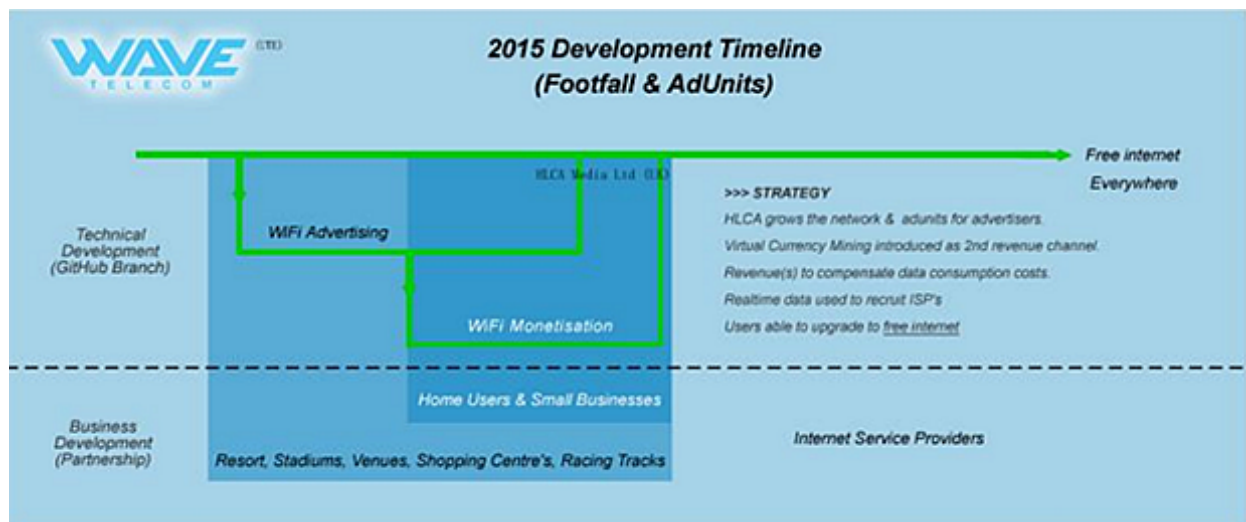 WAVE (LTE)
TELECOM
2015 Development Timeline
(Footfall & AdUnits)
Free internet
Everywhere
HLCA Media Ltd (UK)
>>> STRATEGY
HLCA grows the network & adunits for advertisers.
Virtual Currency Mining introduced as 2nd revenue channel.
Revenue(s) to compensate data consumption costs.
Realtime data used to recruit ISP's
Users able to upgrade to free internet
Technical
Development
(GitHub Branch)
WiFi Advertising
WiFi Monetisation
Home Users & Small Businesses
Business
Development
(Partnership)
Resort, Stadiums, Venues, Shopping Centre's, Racing Tracks
Internet Service Providers